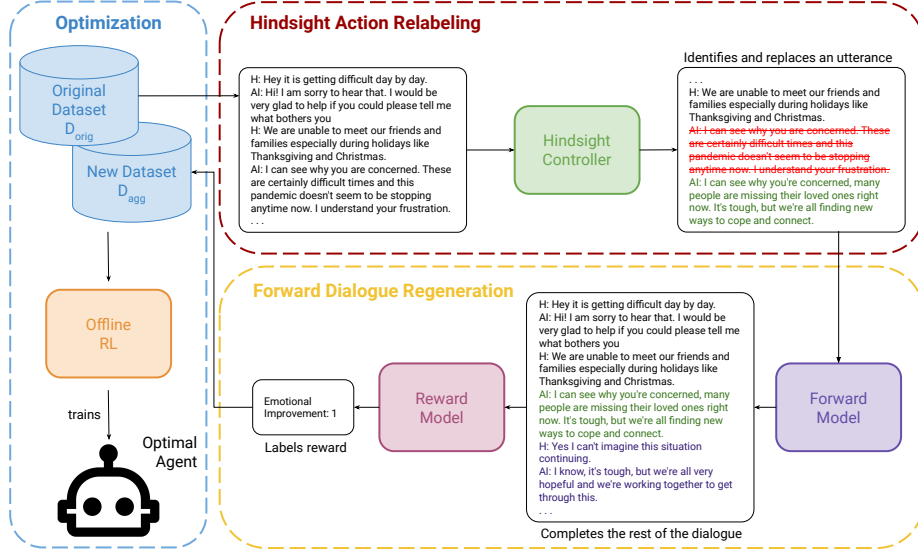 Optimization
Original
Dataset
D_orig
New Dataset
D_agg
Offline
RL
trains
Optimal
Agent
Hindsight Action Relabeling
H: Hey it is getting difficult day by day.
AI: Hi! I am sorry to hear that. I would
be very glad to help if you could please tell me
what bothers you
H: We are unable to meet our friends and
families especially during holidays like
Thanksgiving and Christmas.
AI: I can see why you are concerned. These
are certainly difficult times and this
pandemic doesn't seem to be stopping
anytime now. I understand your frustration.
. . .
Hindsight
Controller
Identifies and replaces an utterance
. . .
H: We are unable to meet our friends and
families especially during holidays like
Thanksgiving and Christmas.
AI: I can see why you are concerned. These
are certainly difficult times and this
pandemic doesn't seem to be stopping
anytime now. I understand your frustration.
AI: I can see why you're concerned, many
people are missing their loved ones right
now. It's tough, but we're all finding new
ways to cope and connect.
Forward Dialogue Regeneration
Forward
Model
H: Hey it is getting difficult day by day.
AI: Hi! I am sorry to hear that. I would be
very glad to help if you could please tell me
what bothers you
H: We are unable to meet our friends and
families especially during holidays like
Thanksgiving and Christmas.
AI: I can see why you're concerned, many
people are missing their loved ones right
now. It's tough, but we're all finding new
ways to cope and connect.
H: Yes I can't imagine this situation
continuing.
AI: I know, it's tough, but we're all very
hopeful and we're working together to get
through this.
. . .
Completes the rest of the dialogue
Reward
Model
Emotional
Improvement: 1
Labels reward